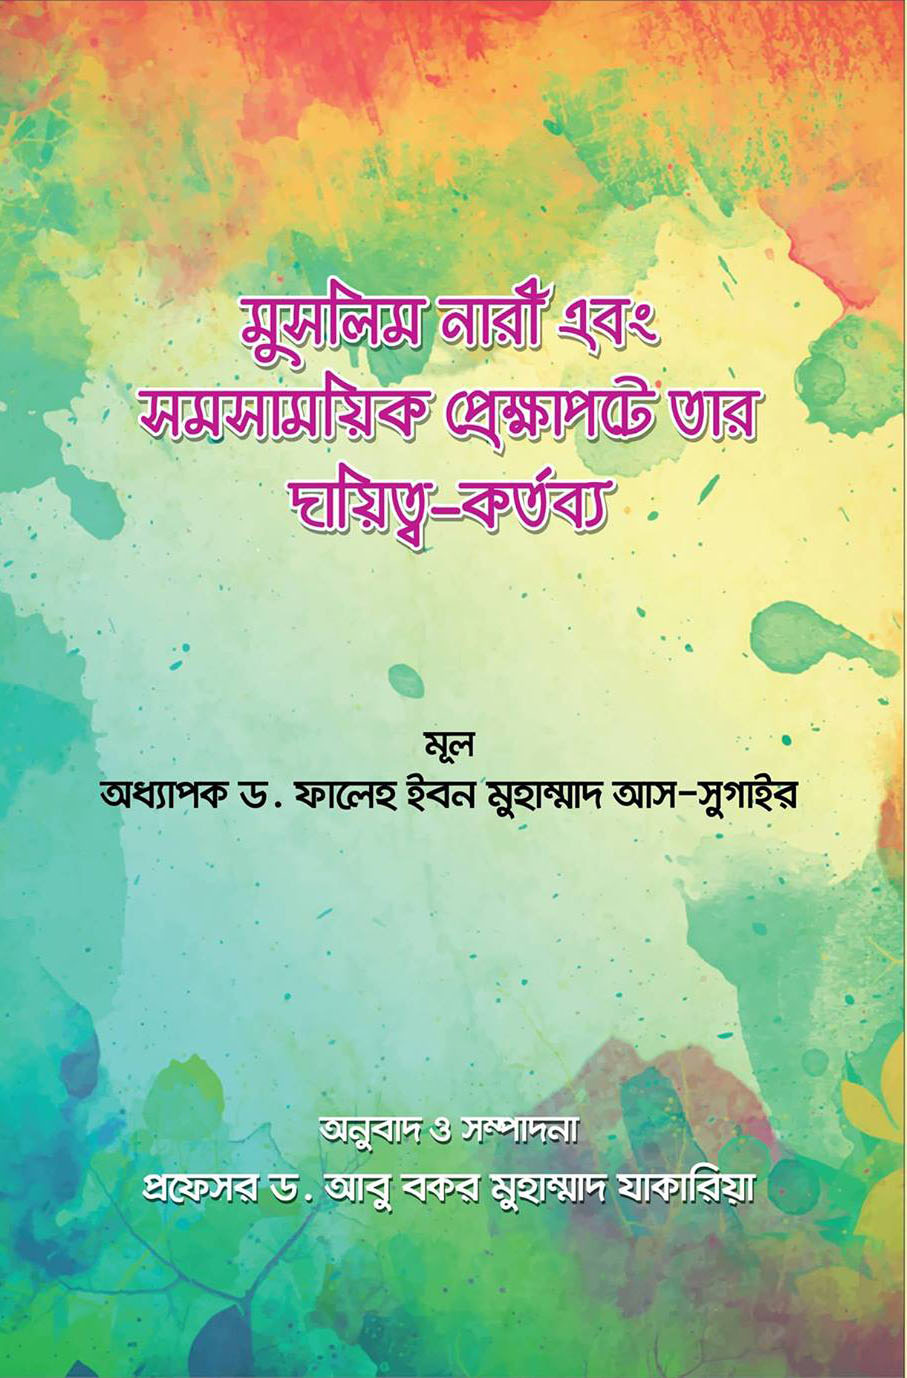 মুসলিম নারী এবং
সমসাময়িক প্রেক্ষাপটে তার
দায়িত্ব-কর্তব্য
মূল
অধ্যাপক ড. ফালেহ ইবন মুহাম্মাদ আস-সুগাইর
অনুবাদ ও সম্পাদনা
প্রফেসর ড. আবু বকর মুহাম্মাদ যাকারিয়া